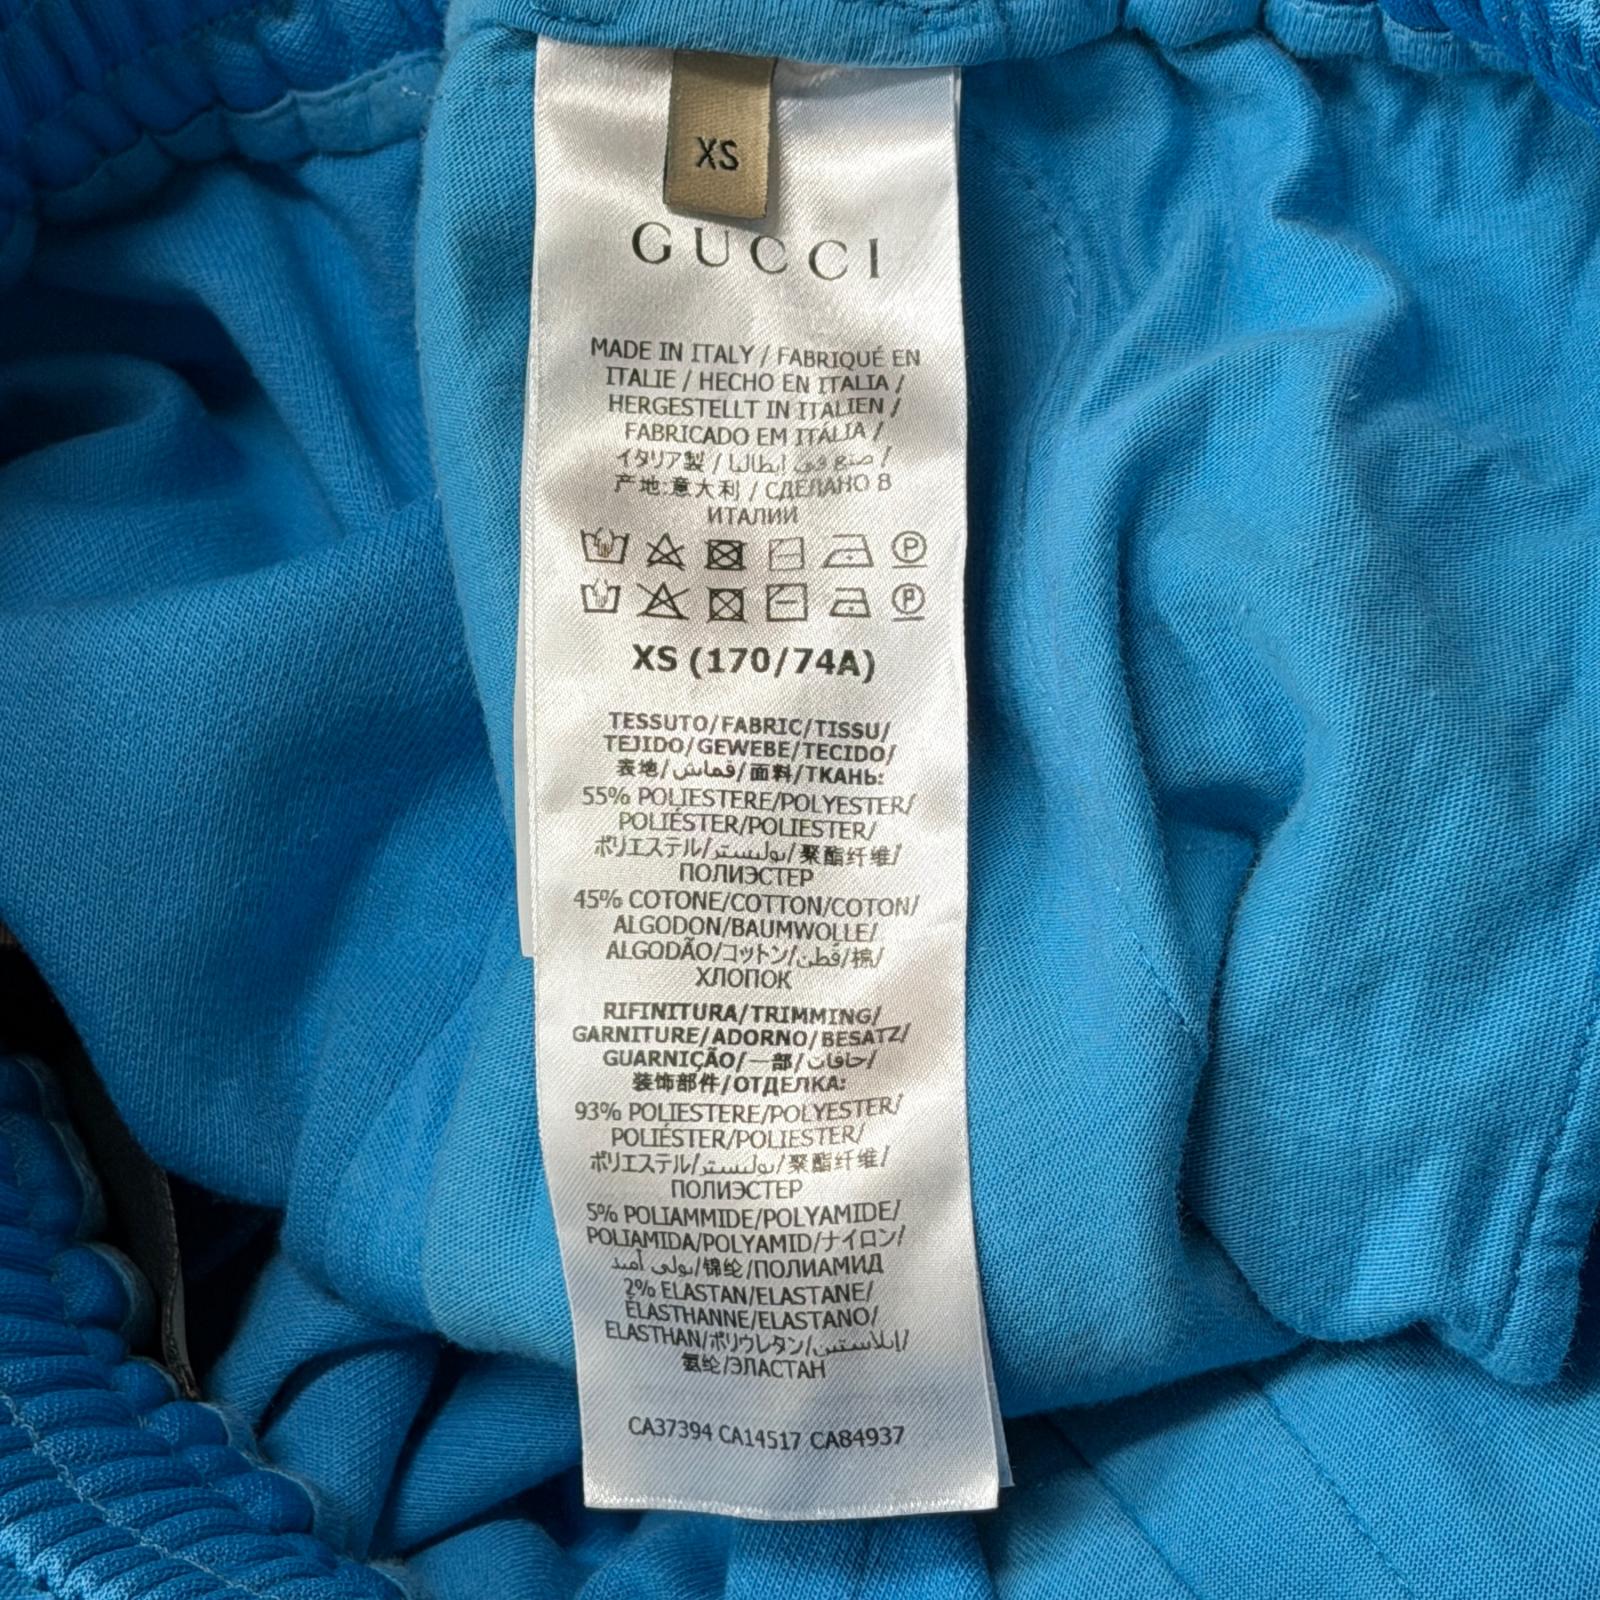 XS
GUCCI
MADE IN ITALY / FABRIQUÉ EN
ITALIE / HECHO EN ITALIA /
HERGESTELLT IN ITALIEN /
FABRICADO EM ITÁLIA /
イタリア製 / صنع في إيطاليا /
产地:意大利 / СДЕЛАНО В
ИТАЛИИ
P
P
XS (170/74A)
TESSUTO/FABRIC/TISSU/
TEJIDO/GEWEBE/TECIDO/
表地/قماش/面料/ТКАНЬ:
55% POLIESTERE/POLYESTER/
POLIÉSTER/POLIESTER/
ポリエステル/بوليستر/聚酯纤维/
ПОЛИЭСТЕР
45% COTONE/COTTON/COTON/
ALGODON/BAUMWOLLE/
ALGODÃO/コットン/قطن/棉/
ХЛОПОК
RIFINITURA/TRIMMING/
GARNITURE/ADORNO/BESATZ/
GUARNIÇÃO/一部/حافات/
装饰部件/ОТДЕЛКА:
93% POLIESTERE/POLYESTER/
POLIÉSTER/POLIESTER/
ポリエステル/بوليستر/聚酯纤维/
ПОЛИЭСТЕР
5% POLIAMMIDE/POLYAMIDE/
POLIAMIDA/POLYAMID/ナイロン/
بولي أميد/锦纶/ПОЛИАМИД
2% ELASTAN/ELASTANE/
ÉLASTHANNE/ELASTANO/
ELASTHAN/ポリウレタン/إيلاستين/
氨纶/ЭЛАСТАН
CA37394 CA14517 CA84937